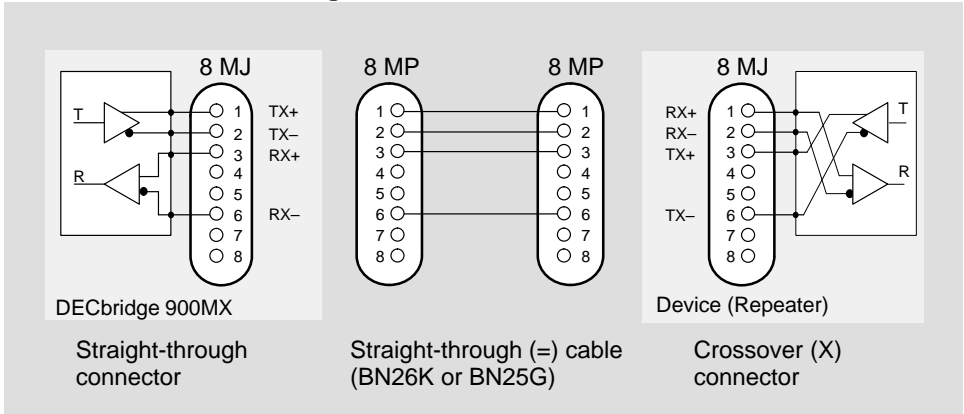 8 MJ
T
R
1 TX+
2 TX–
3 RX+
4
5
6 RX–
7
8
DECbridge 900MX
Straight-through
connector
8 MP 8 MP
1 1
2 2
3 3
4 4
5 5
6 6
7 7
8 8
Straight-through (=) cable
(BN26K or BN25G)
8 MJ
RX+ 1
RX– 2
TX+ 3
4
5
TX– 6
7
8
T
R
Device (Repeater)
Crossover (X)
connector